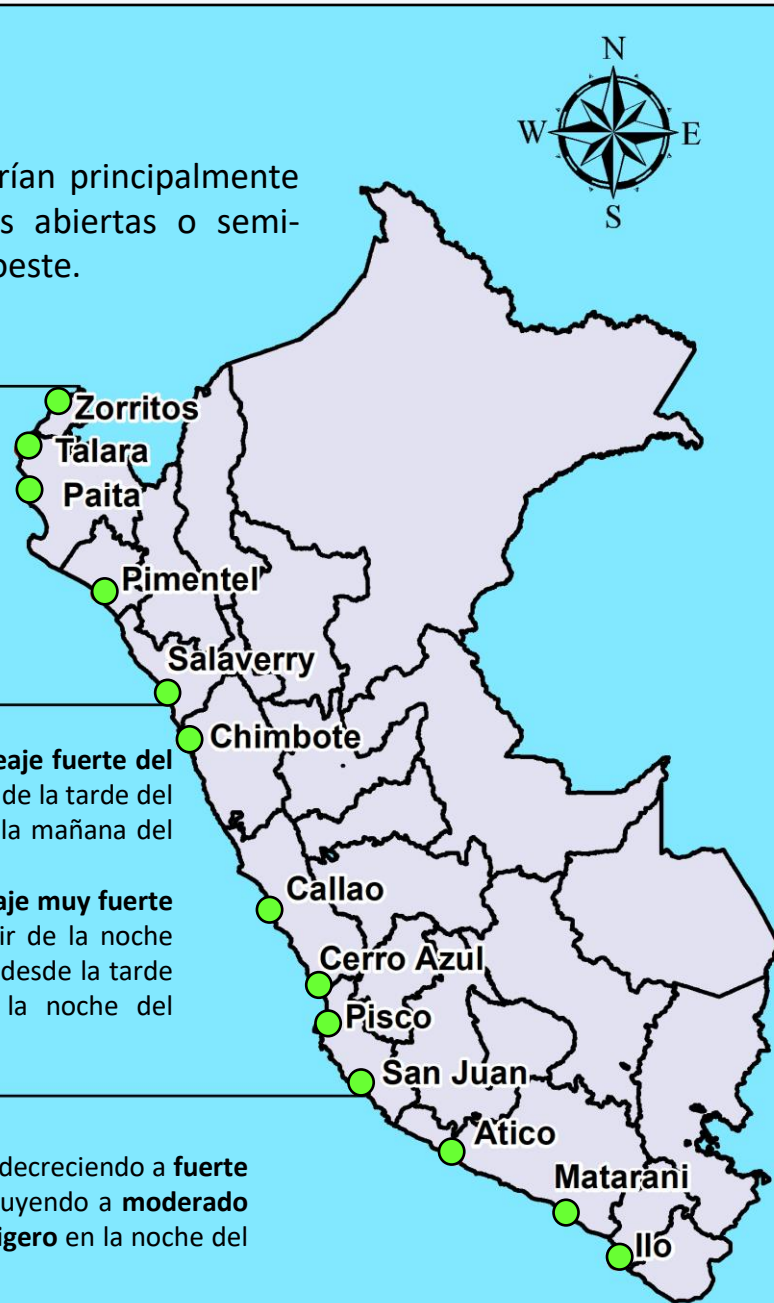 N
W E
S
rían principalmente
s abiertas o semi-
oeste.
Zorritos
Talara
Paita
Pimentel
Salaverry
Chimbote
eaje fuerte del
de la tarde del
la mañana del
aje muy fuerte
ir de la noche
desde la tarde
la noche del
Callao
Cerro Azul
Pisco
San Juan
Atico
Matarani
Ilo
decreciendo a fuerte
uyendo a moderado
igero en la noche del